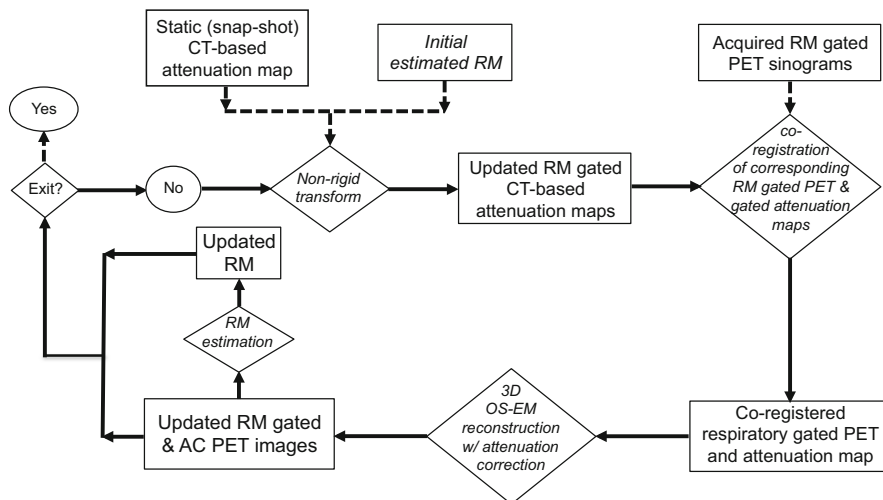 Static (snap-shot)
CT-based
attenuation map
Initial
estimated RM
Acquired RM gated
PET sinograms
Yes
Exit?
No
Non-rigid
transform
Updated RM gated
CT-based
attenuation maps
co-
registration
of corresponding
RM gated PET &
gated attenuation
maps
Updated
RM
RM
estimation
Updated RM gated
& AC PET images
3D
OS-EM
reconstruction
w/ attenuation
correction
Co-registered
respiratory gated PET
and attenuation map